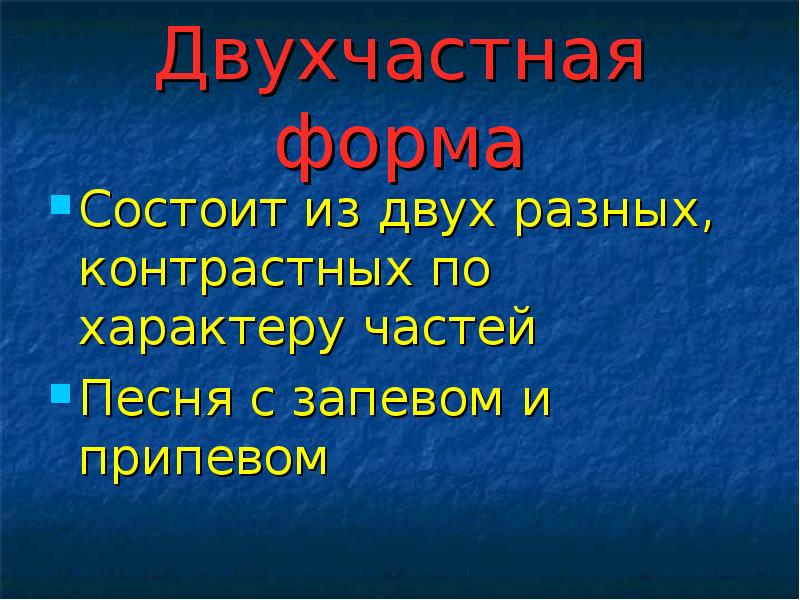 Двухчастная
форма
Состоит из двух разных,
контрастных по
характеру частей
Песня с запевом и
припевом